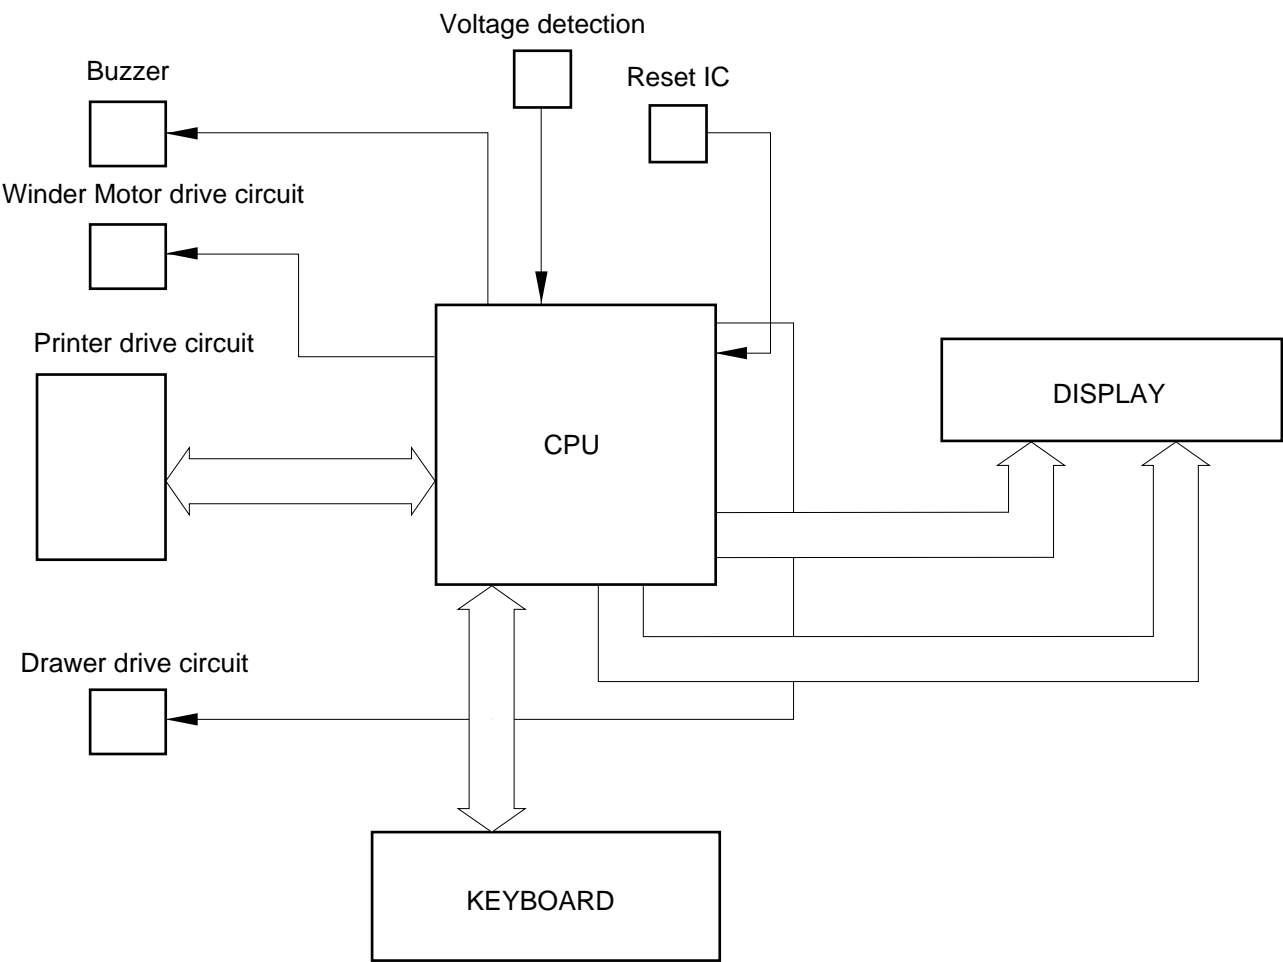 Voltage detection
Buzzer
Reset IC
Winder Motor drive circuit
Printer drive circuit
DISPLAY
CPU
Drawer drive circuit
KEYBOARD